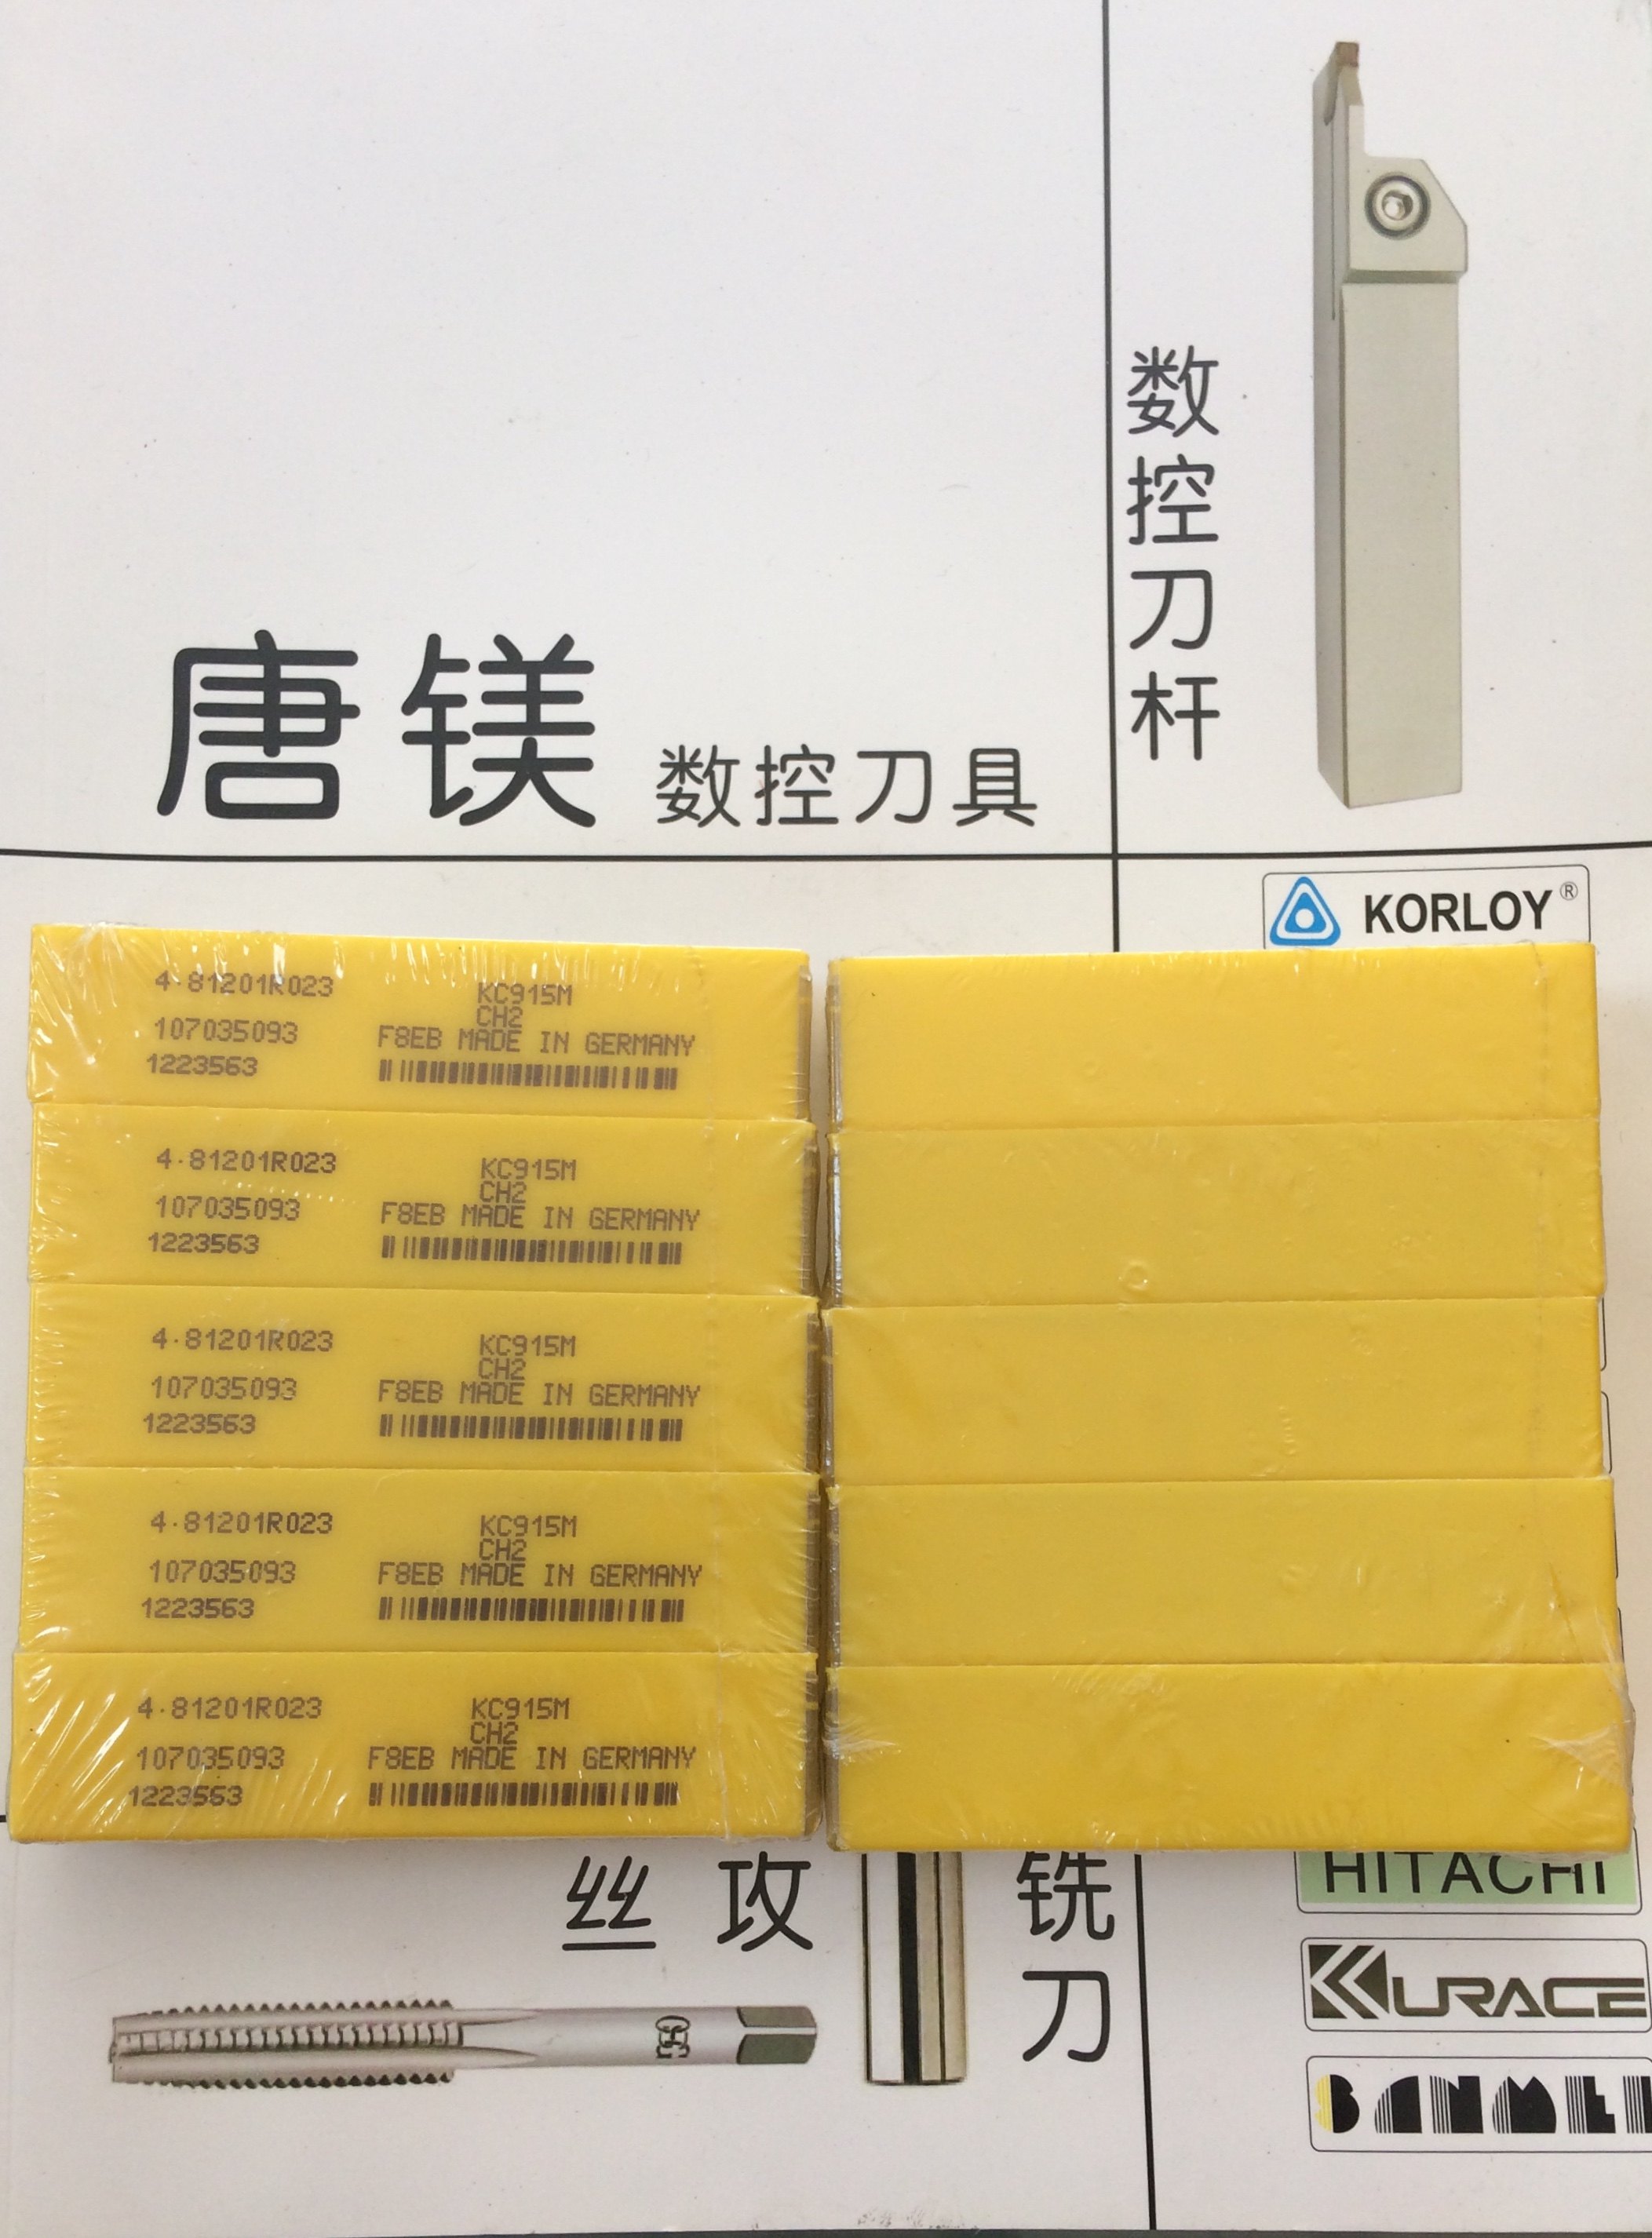 数控刀杆
唐镁 数控刀具
KORLOY®
4·81201R023
KC915M
CH2
107035093
F8EB MADE IN GERMANY
1223563
4·81201R023
KC915M
CH2
107035093
F8EB MADE IN GERMANY
1223563
4·81201R023
KC915M
CH2
107035093
F8EB MADE IN GERMANY
1223563
4·81201R023
KC915M
CH2
107035093
F8EB MADE IN GERMANY
1223563
4·81201R023
KC915M
CH2
107035093
F8EB MADE IN GERMANY
1223563
丝攻
铣刀
HITACHI
KURACE
OSG
SANMEI